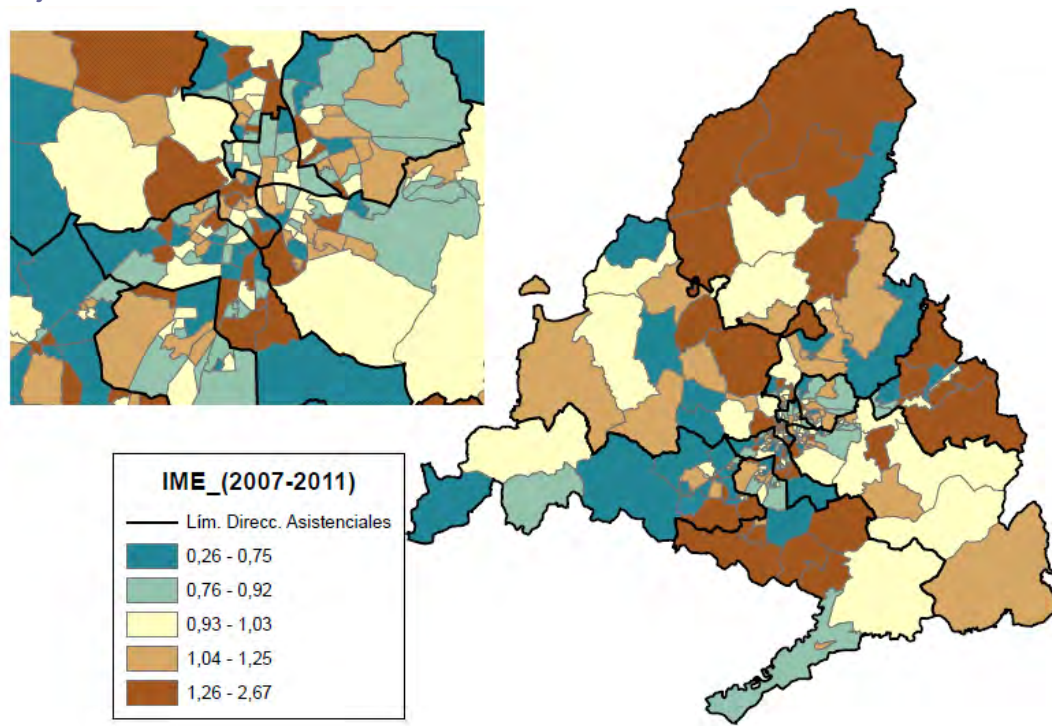 IME_(2007-2011)
Lím. Direcc. Asistenciales
0,26 - 0,75
0,76 - 0,92
0,93 - 1,03
1,04 - 1,25
1,26 - 2,67